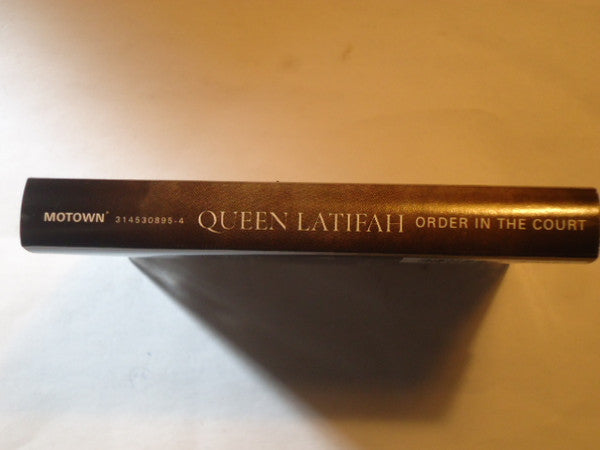 MOTOWN® 314530895-4 QUEEN LATIFAH ORDER IN THE COURT